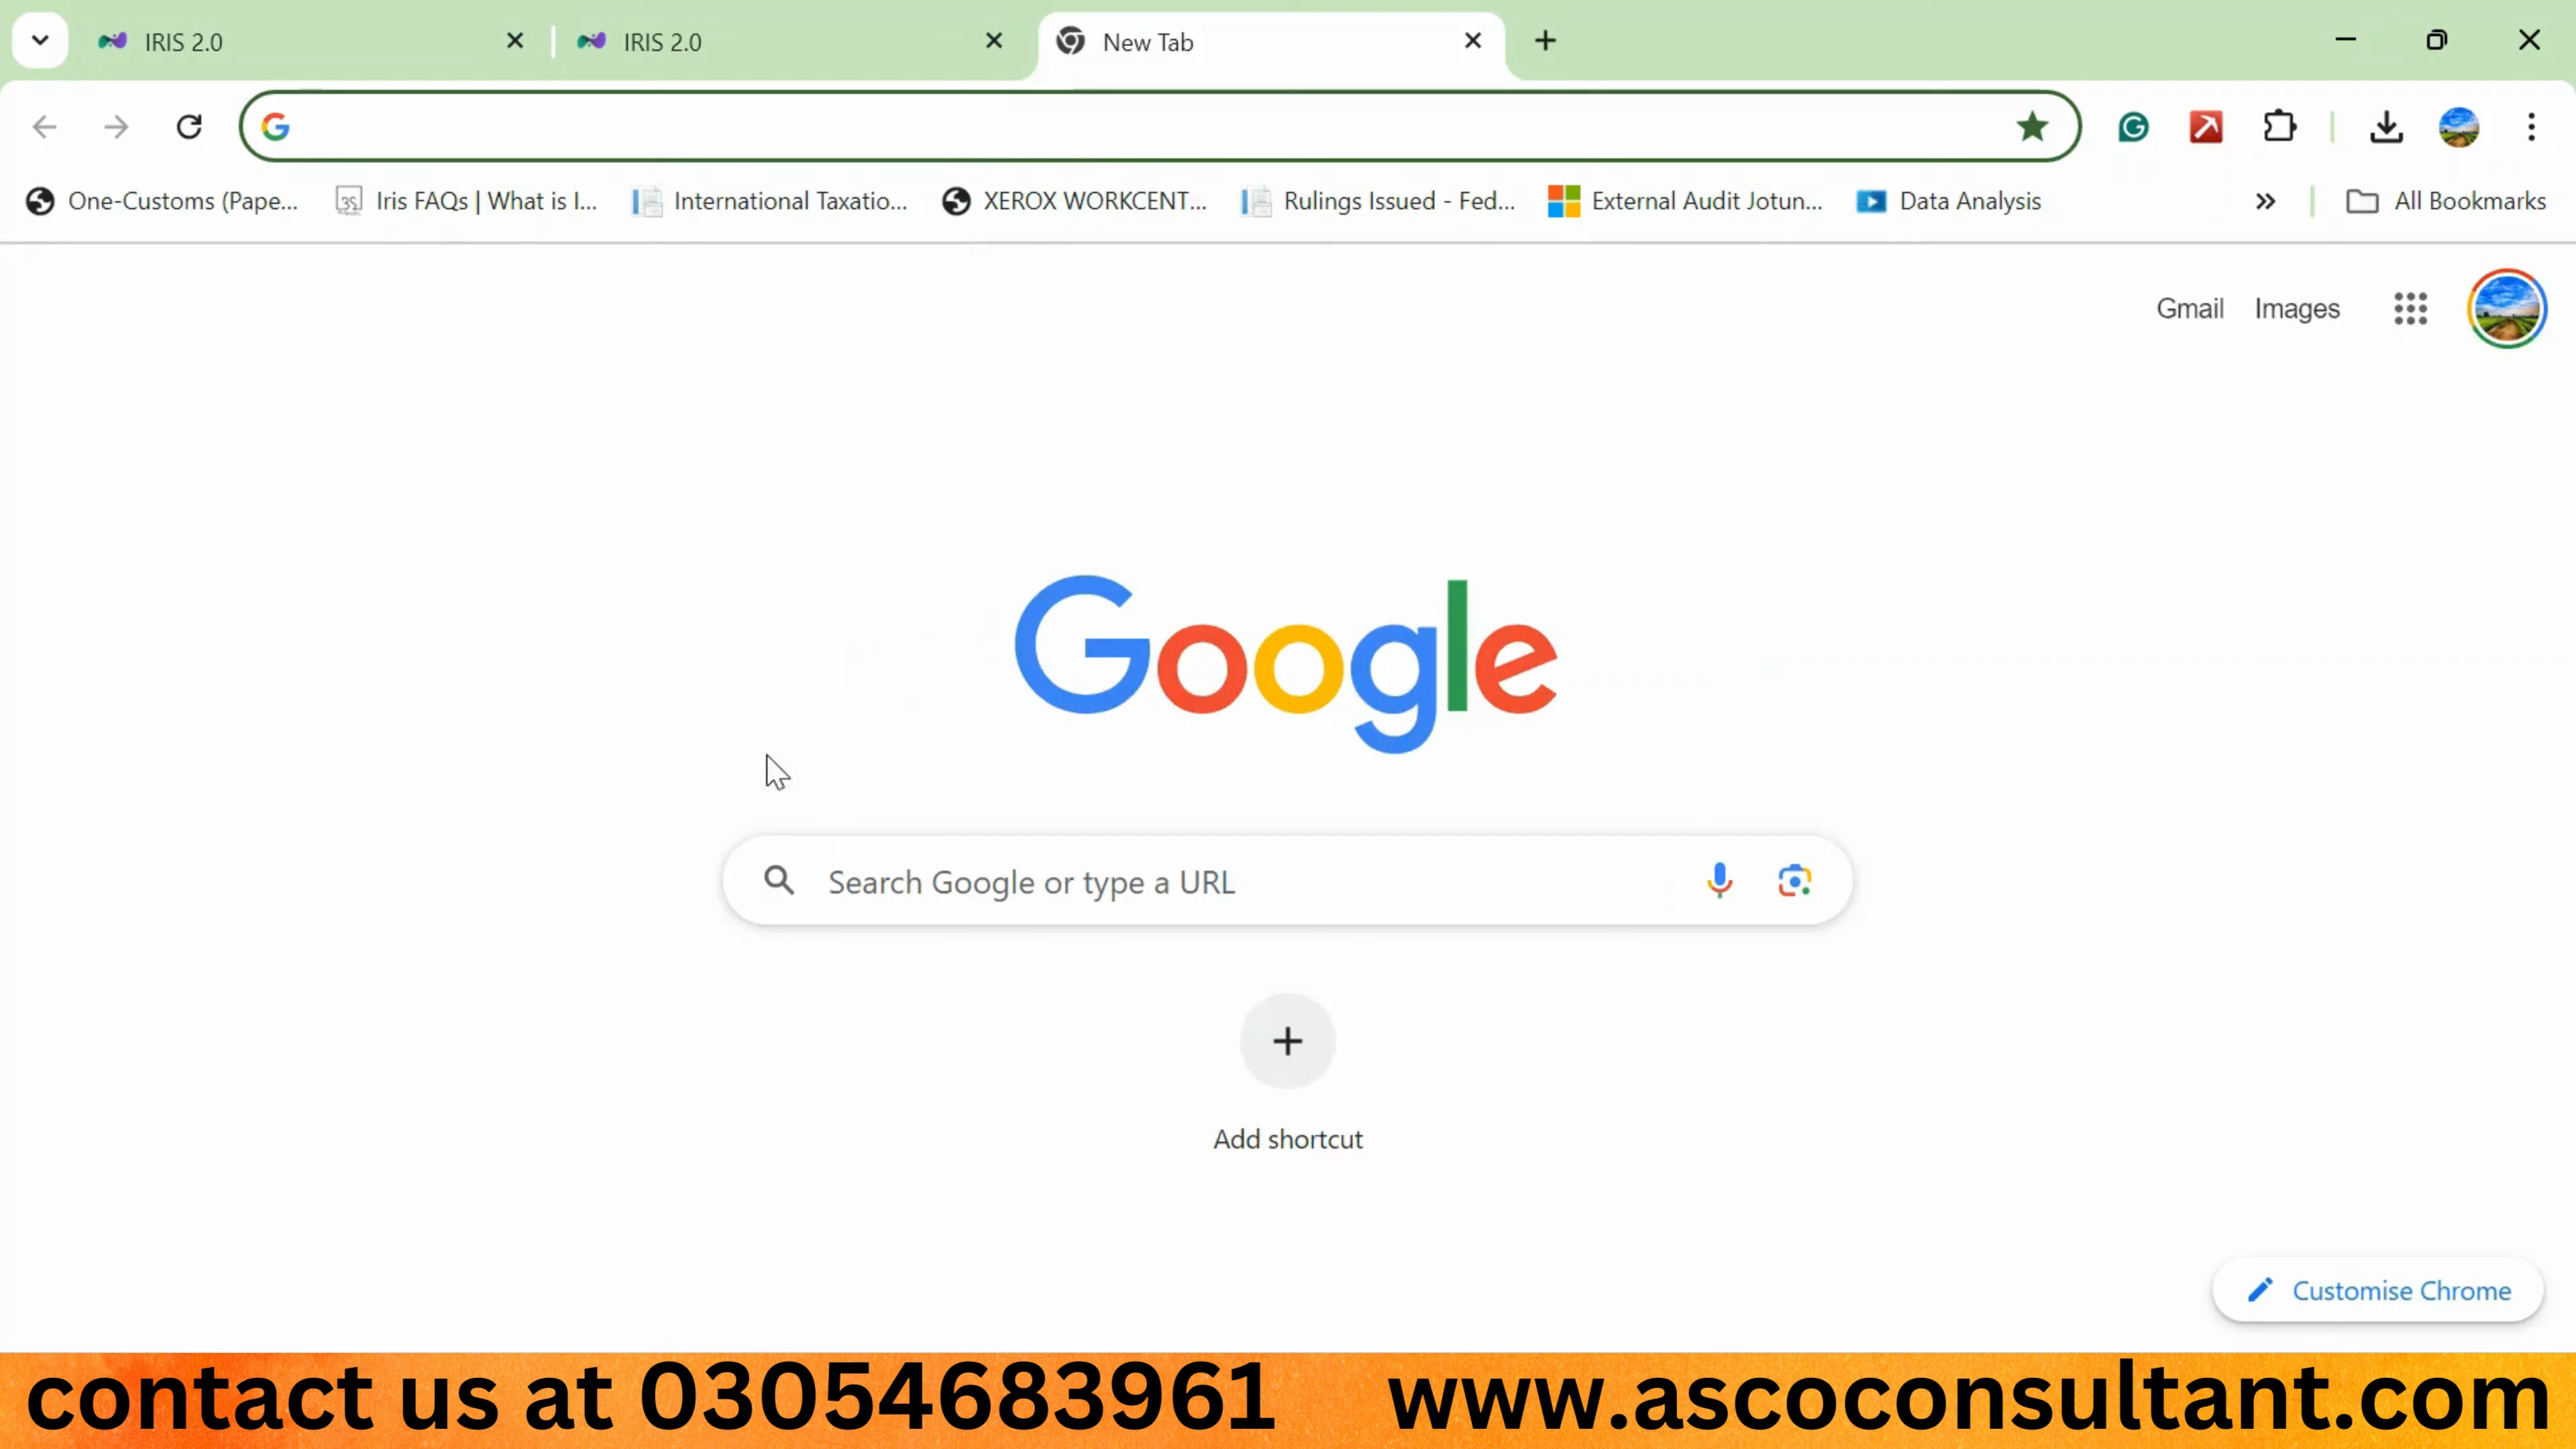 IRIS 2.0 IRIS 2.0 New Tab
One-Customs (Pape... Iris FAQs | What is I... International Taxatio... XEROX WORKCENT... Rulings Issued - Fed... External Audit Jotun... Data Analysis All Bookmarks
Gmail Images
Google
Search Google or type a URL
Add shortcut
Customise Chrome
contact us at 03054683961 www.ascoconsultant.com